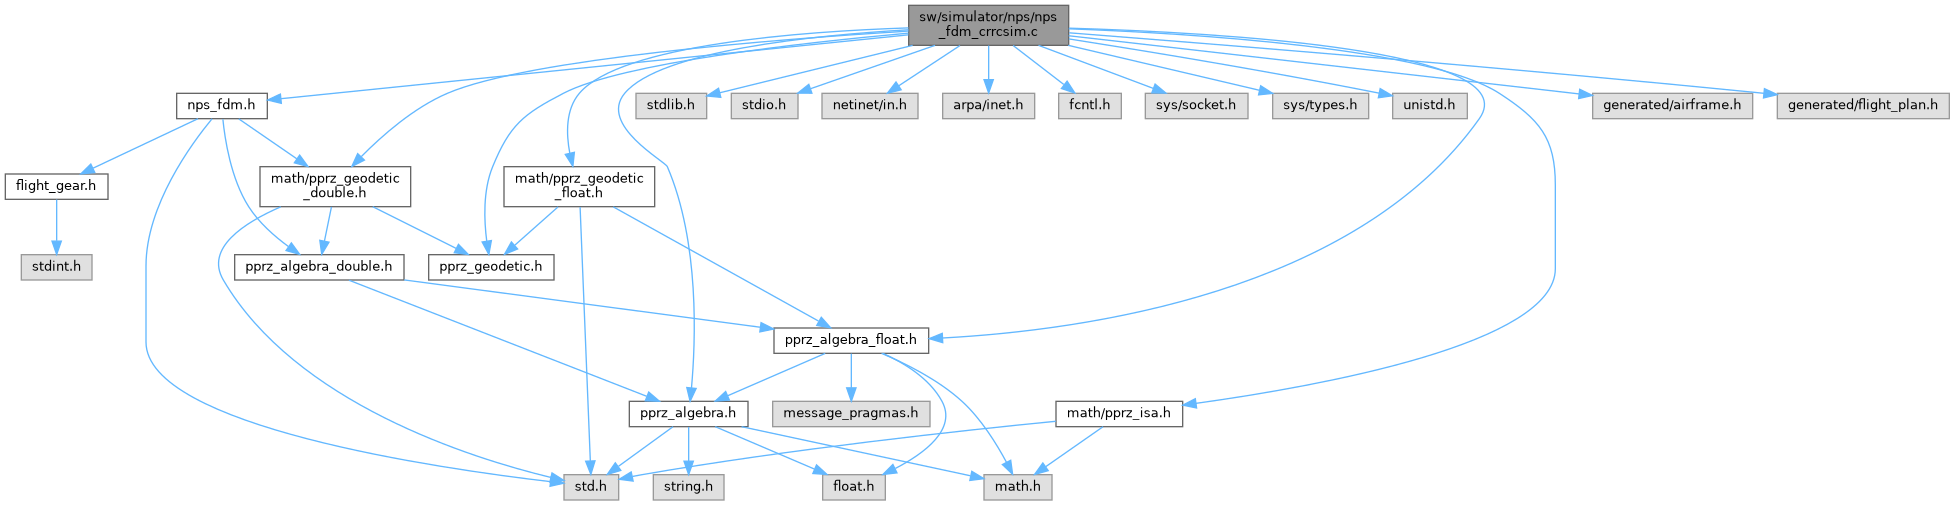 sw/simulator/nps/nps
_fdm_crrcsim.c
nps_fdm.h
stdlib.h
stdio.h
netinet/in.h
arpa/inet.h
fcntl.h
sys/socket.h
sys/types.h
unistd.h
generated/airframe.h
generated/flight_plan.h
flight_gear.h
math/pprz_geodetic
_double.h
math/pprz_geodetic
_float.h
stdint.h
pprz_algebra_double.h
pprz_geodetic.h
pprz_algebra_float.h
pprz_algebra.h
message_pragmas.h
math/pprz_isa.h
std.h
string.h
float.h
math.h